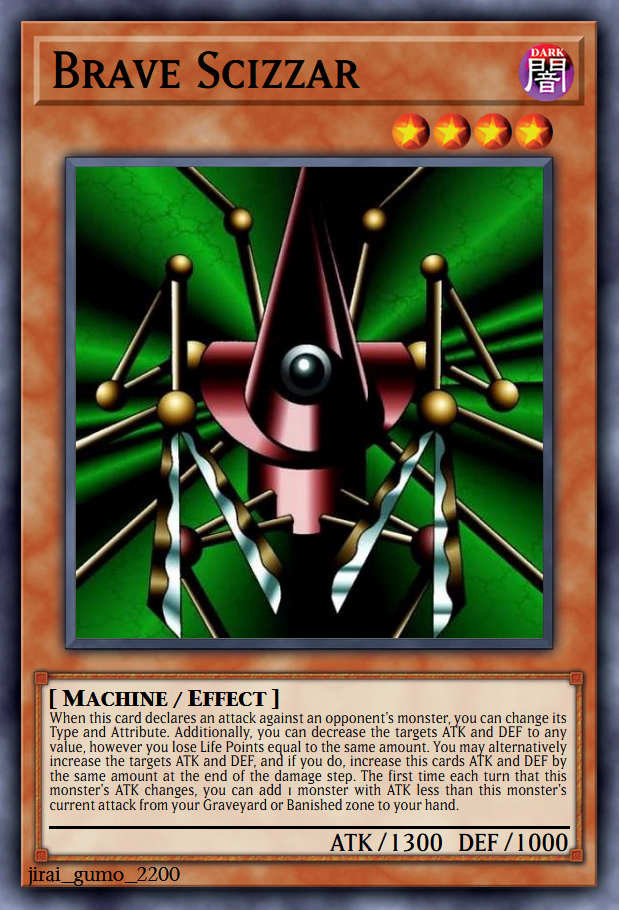 Brave Scizzar
DARK
闇
[ Machine / Effect ]
When this card declares an attack against an opponent's monster, you can change its
Type and Attribute. Additionally, you can decrease the targets ATK and DEF to any
value, however you lose Life Points equal to the same amount. You may alternatively
increase the targets ATK and DEF, and if you do, increase this cards ATK and DEF by
the same amount at the end of the damage step. The first time each turn that this
monster's ATK changes, you can add 1 monster with ATK less than this monster's
current attack from your Graveyard or Banished zone to your hand.
ATK/1300 DEF/1000
jirai_gumo_2200